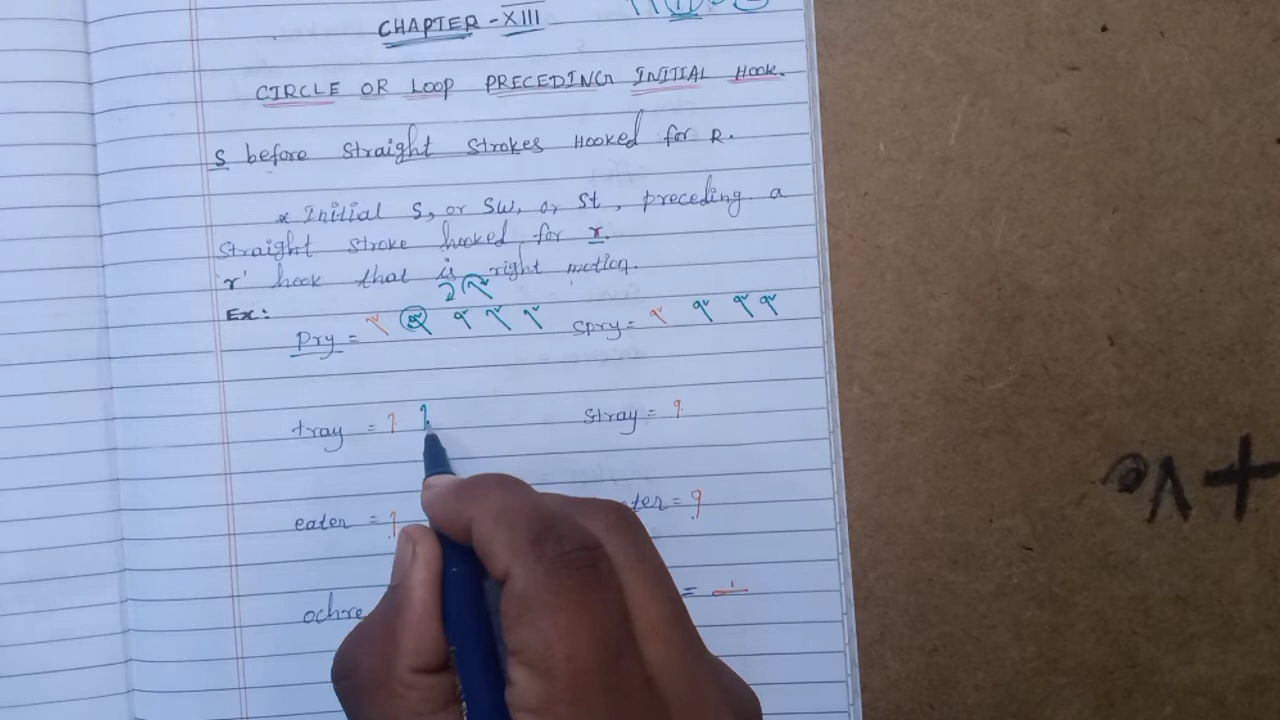 CHAPTER - XIII
CIRCLE OR LOOP PRECEDING INITIAL HOOK.
S before Straight Strokes HOOKED for R.
* Initial S, or SW, or St, preceding a
Straight Stroke hooked for r.
'r' hook that is right motion.
Ex:
Pry = Spry =
tray = Stray =
eater =
ochre =
+ve